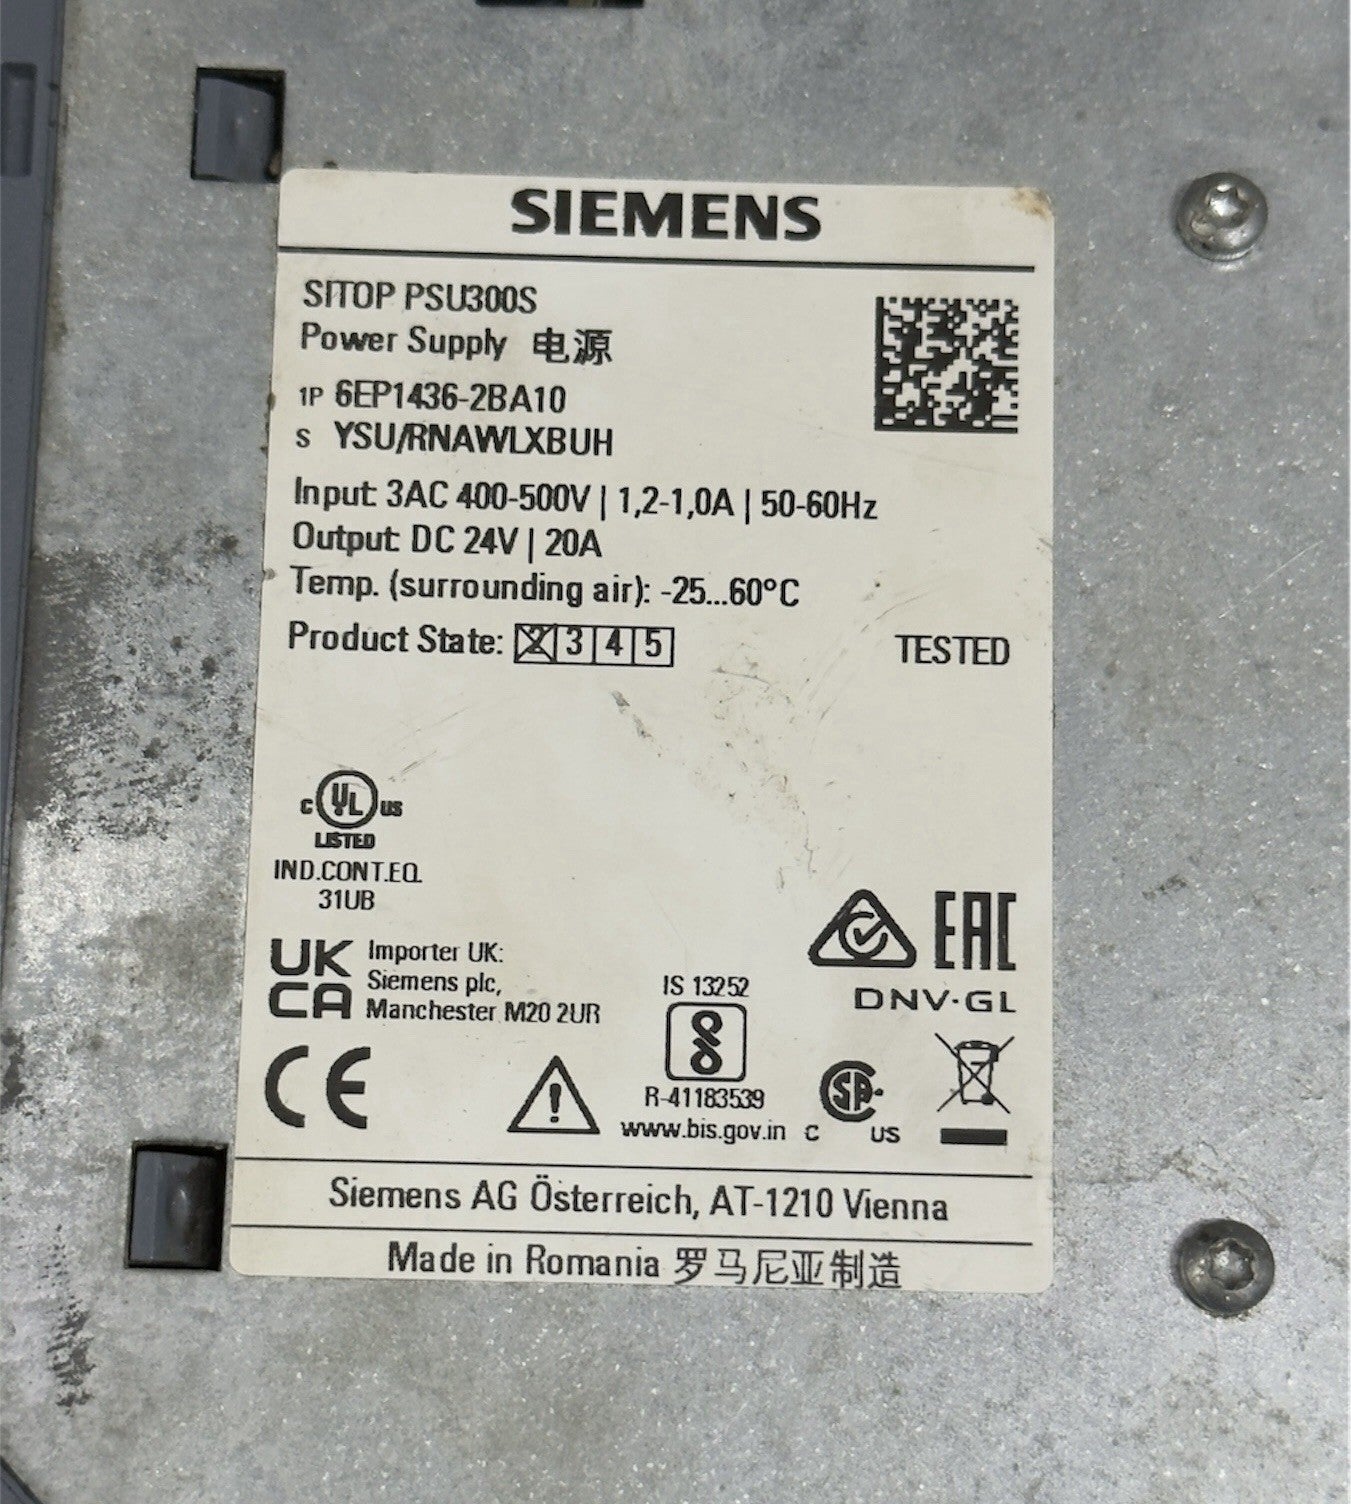 SIEMENS
SITOP PSU300S
Power Supply 电源
1P 6EP1436-2BA10
S YSU/RNAWLXBUH
Input: 3AC 400-500V | 1,2-1,0A | 50-60Hz
Output: DC 24V | 20A
Temp. (surrounding air): -25...60°C
Product State: 2 3 4 5
TESTED
C UL US
LISTED
IND.CONT.EQ.
31UB
EAC
DNV·GL
UK
CA
Importer UK:
Siemens plc,
Manchester M20 2UR
IS 13252
R-41183539
www.bis.gov.in
CE
C SA US
Siemens AG Österreich, AT-1210 Vienna
Made in Romania 罗马尼亚制造